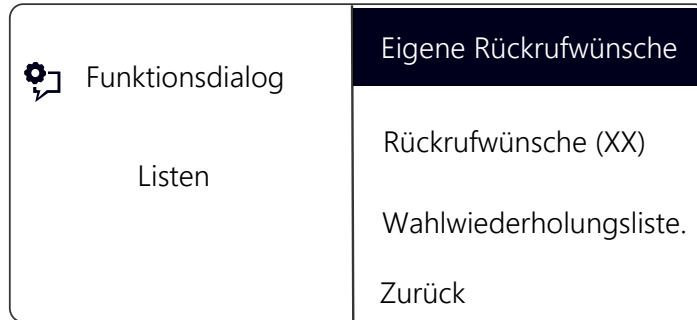 Funktionsdialog
Listen
Eigene Rückrufwünsche
Rückrufwünsche (XX)
Wahlwiederholungsliste.
Zurück